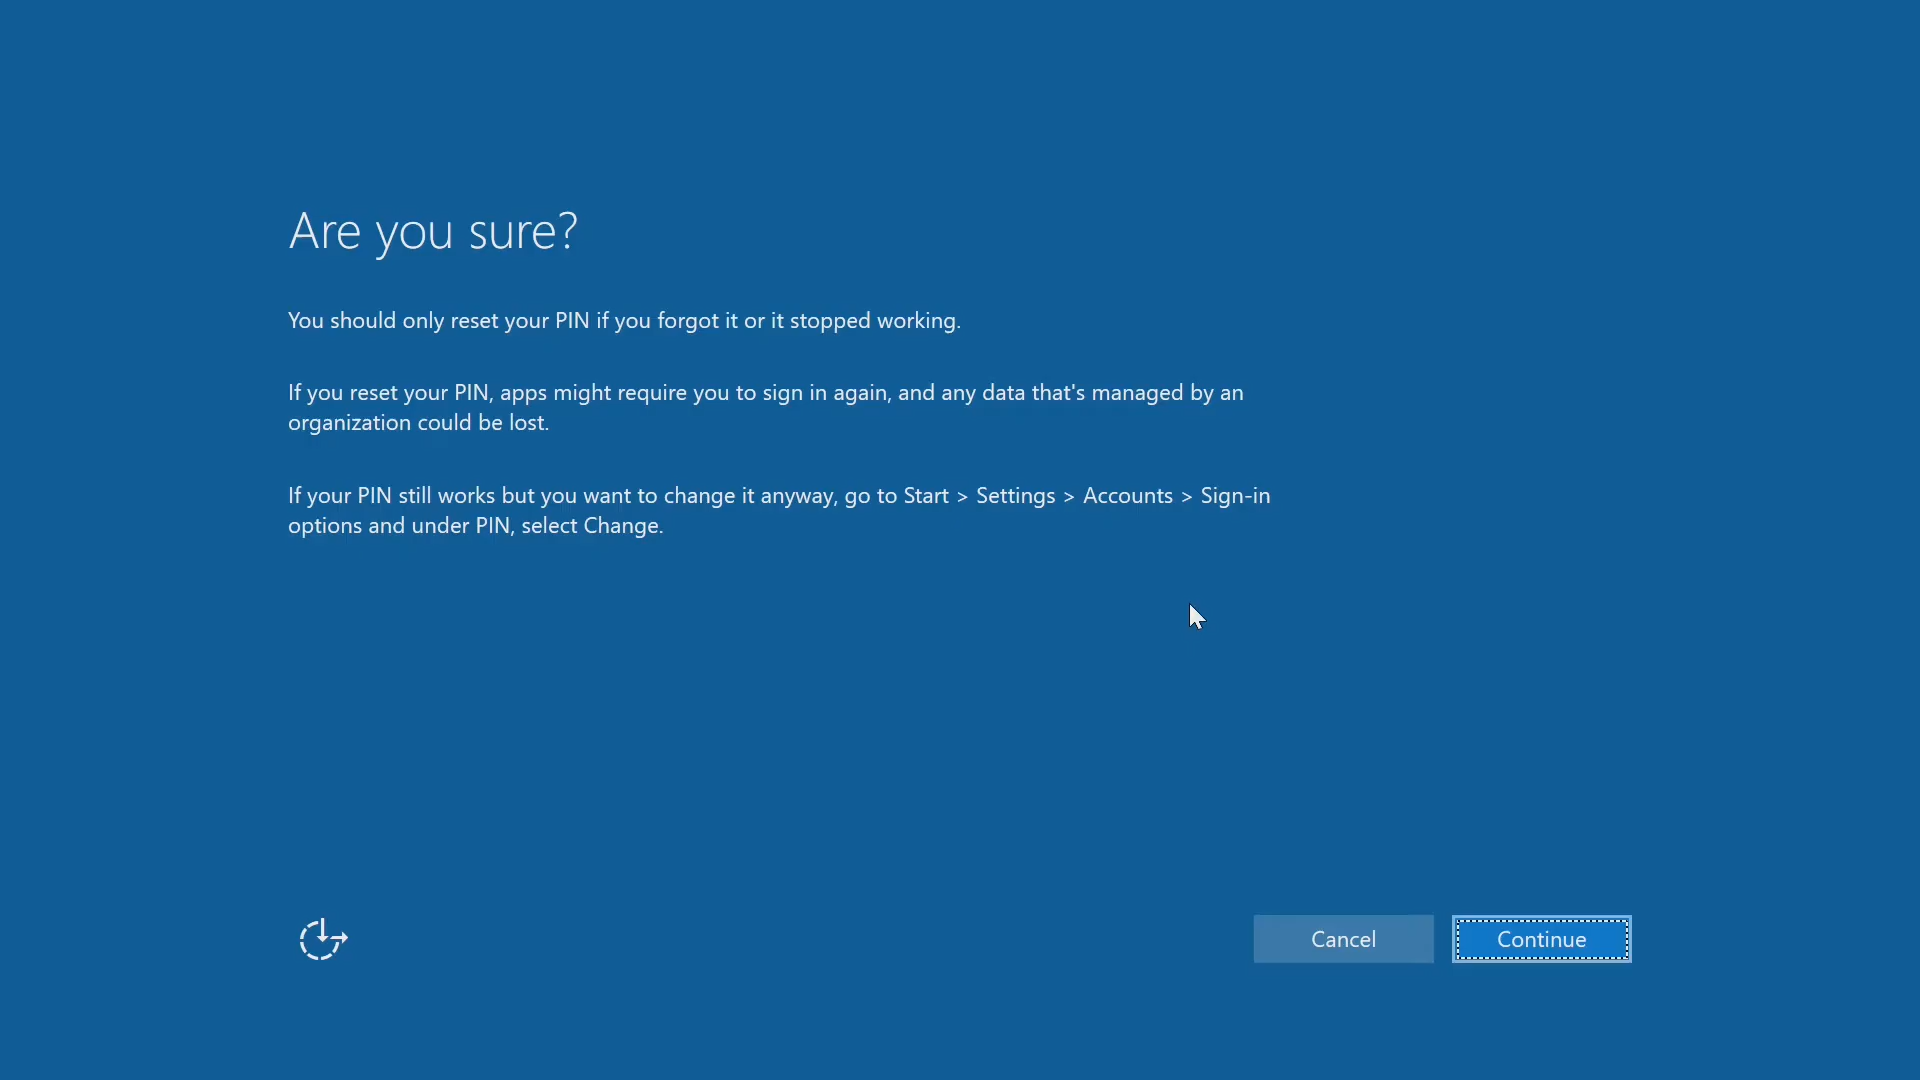 Are you sure?
You should only reset your PIN if you forgot it or it stopped working.
If you reset your PIN, apps might require you to sign in again, and any data that's managed by an
organization could be lost.
If your PIN still works but you want to change it anyway, go to Start > Settings > Accounts > Sign-in
options and under PIN, select Change.
Cancel
Continue